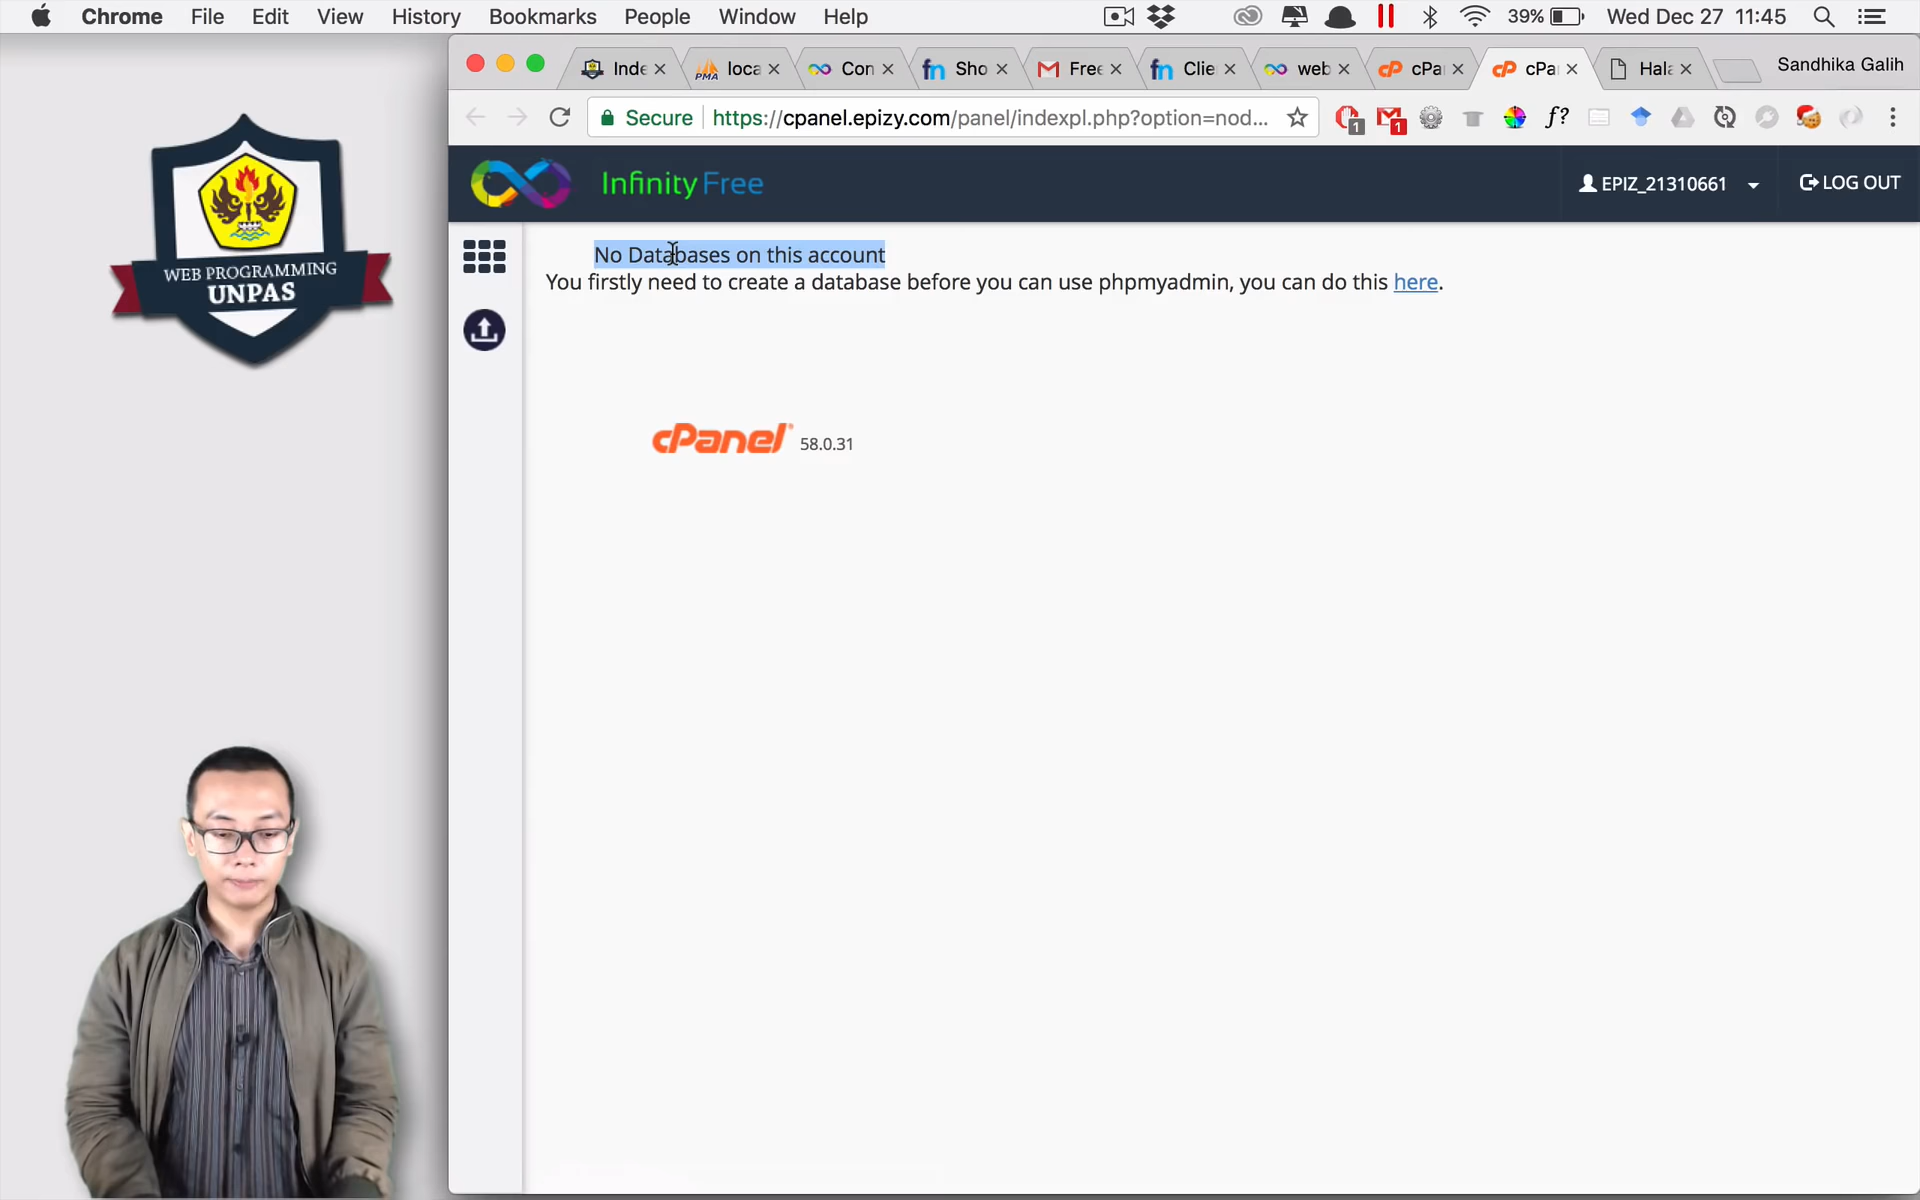 Chrome File Edit View History Bookmarks People Window Help 39% Wed Dec 27 11:45
Inde loca Con Sho Free Clie web cPa cPa Hala Sandhika Galih
PMA
Secure https://cpanel.epizy.com/panel/indexpl.php?option=nod...
1 1 f?
Infinity Free EPIZ_21310661 LOG OUT
No Databases on this account
You firstly need to create a database before you can use phpmyadmin, you can do this here.
cPanel 58.0.31
WEB PROGRAMMING
UNPAS